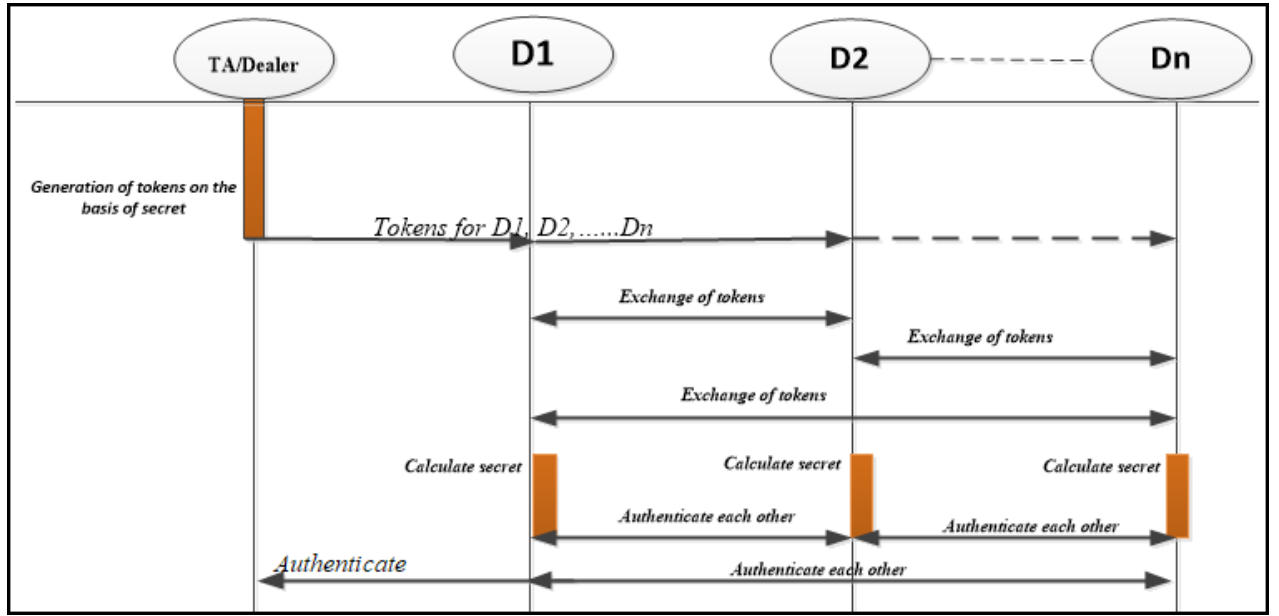 TA/Dealer
D1
D2
Dn
Generation of tokens on the
basis of secret
Tokens for D1, D2,......Dn
Exchange of tokens
Exchange of tokens
Exchange of tokens
Calculate secret
Calculate secret
Calculate secret
Authenticate each other
Authenticate each other
Authenticate
Authenticate each other